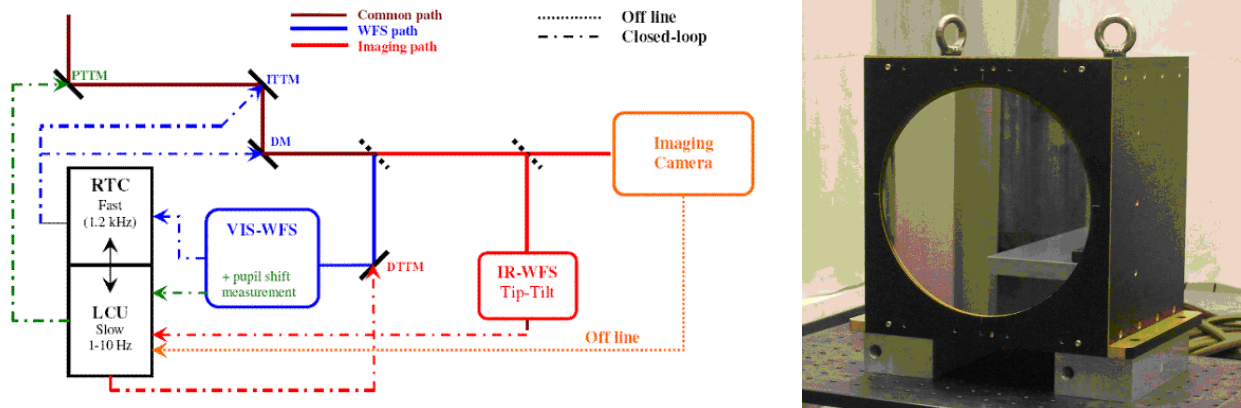 Common path
WFS path
Imaging path
Off line
Closed-loop
PTTM
ITTM
DM
Imaging
Camera
RTC
Fast
(1.2 kHz)
VIS-WFS
+ pupil shift
measurement
DTTM
IR-WFS
Tip-Tilt
LCU
Slow
1-10 Hz
Off line